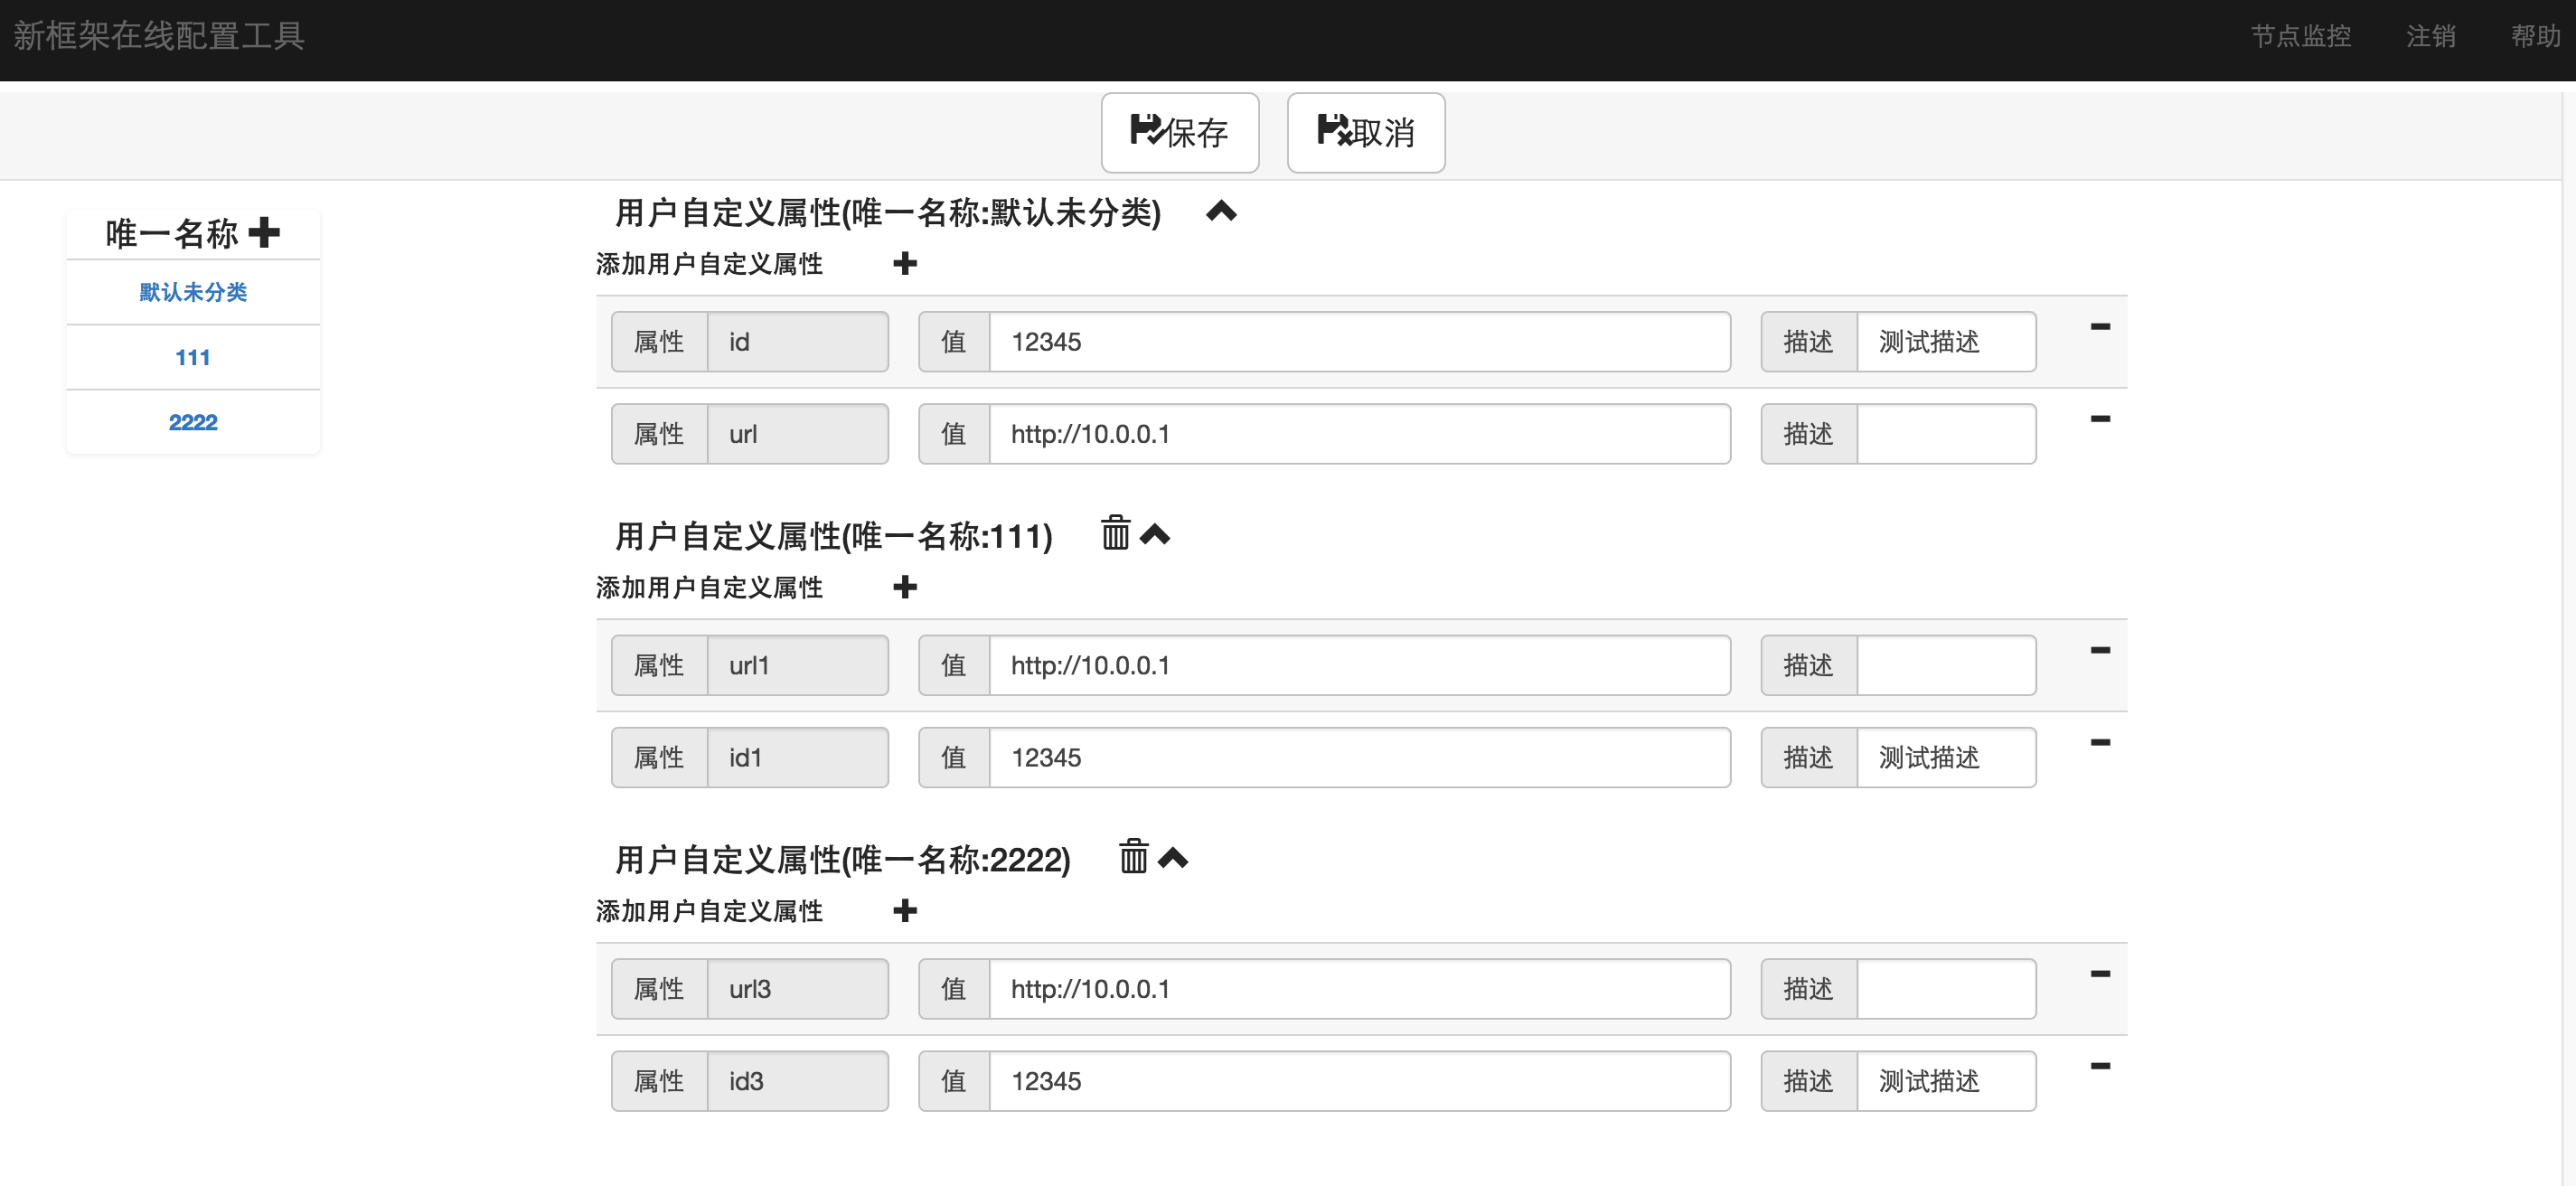 新框架在线配置工具 节点监控 注销 帮助
保存 取消
唯一名称
默认未分类
111
2222
用户自定义属性(唯一名称:默认未分类)
添加用户自定义属性
属性 id 值 12345 描述 测试描述
属性 url 值 http://10.0.0.1 描述
用户自定义属性(唯一名称:111)
添加用户自定义属性
属性 url1 值 http://10.0.0.1 描述
属性 id1 值 12345 描述 测试描述
用户自定义属性(唯一名称:2222)
添加用户自定义属性
属性 url3 值 http://10.0.0.1 描述
属性 id3 值 12345 描述 测试描述